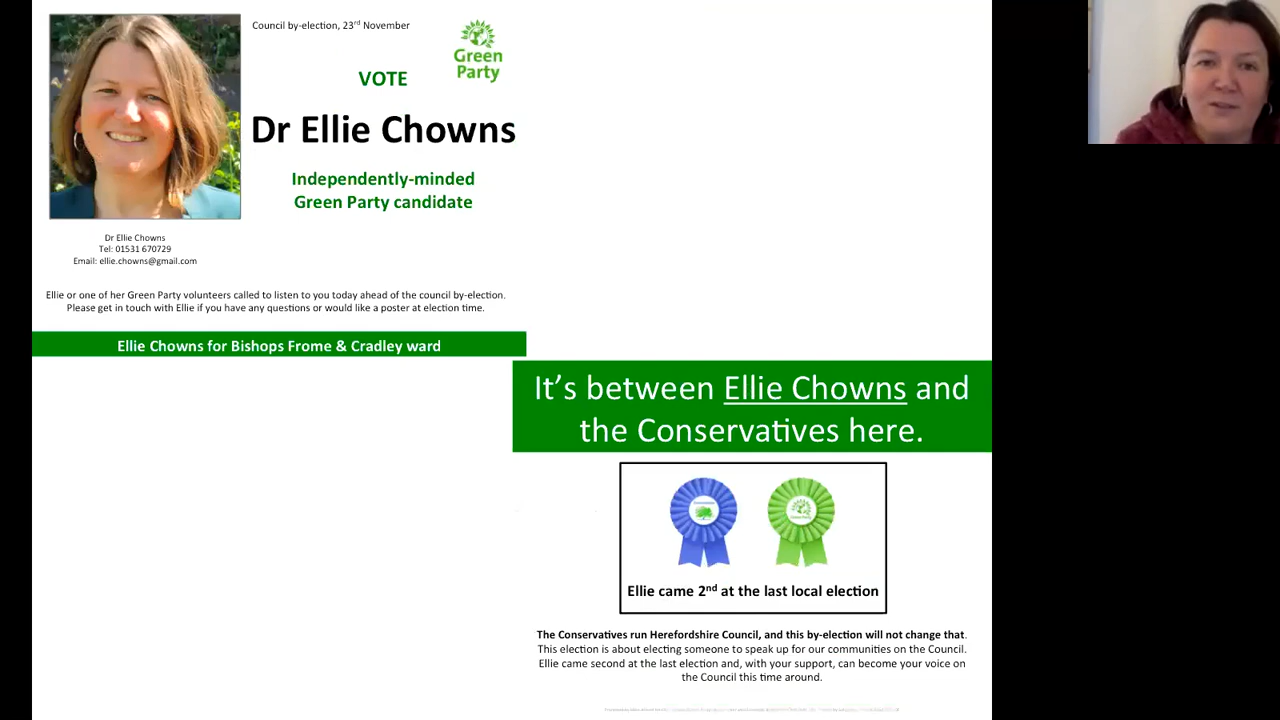 Council by-election, 23rd November
Green
Party
VOTE
Dr Ellie Chowns
Independently-minded
Green Party candidate
Dr Ellie Chowns
Tel: 01531 670729
Email: ellie.chowns@gmail.com
Ellie or one of her Green Party volunteers called to listen to you today ahead of the council by-election.
Please get in touch with Ellie if you have any questions or would like a poster at election time.
Ellie Chowns for Bishops Frome & Cradley ward
It's between Ellie Chowns and
the Conservatives here.
Ellie came 2nd at the last local election
The Conservatives run Herefordshire Council, and this by-election will not change that.
This election is about electing someone to speak up for our communities on the Council.
Ellie came second at the last election and, with your support, can become your voice on
the Council this time around.